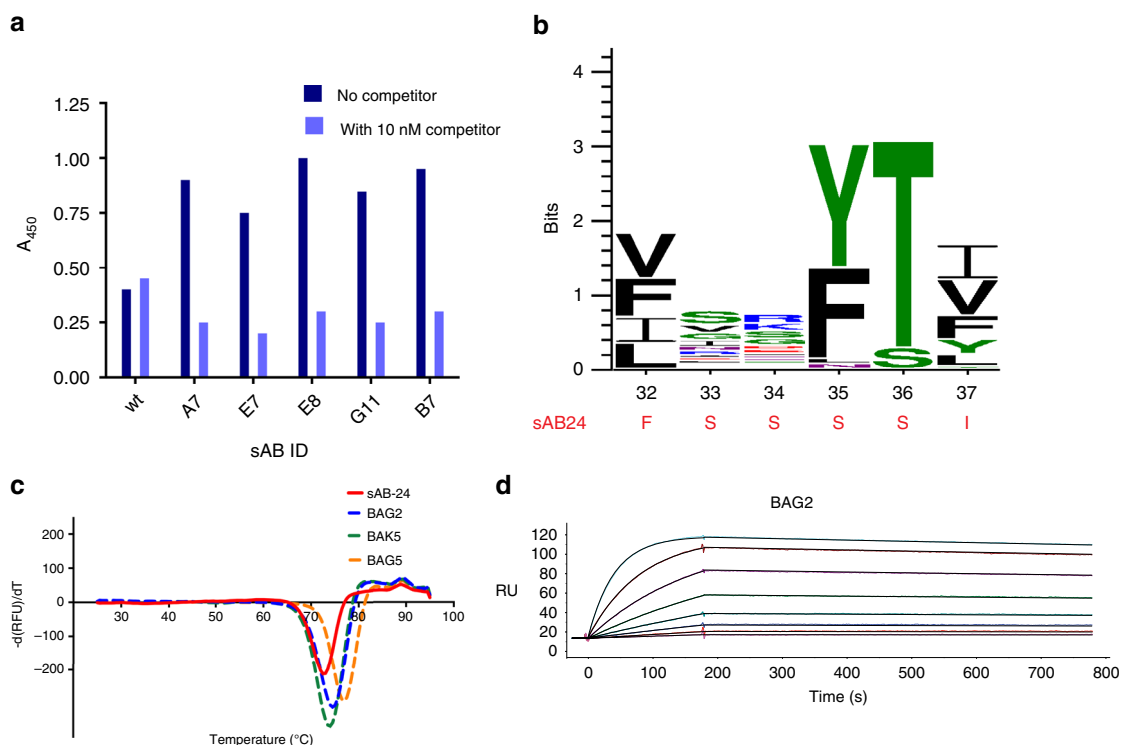 a
No competitor
With 10 nM competitor
1.25
1.00
0.75
0.50
0.25
0.00
A450
wt
A7
E7
E8
G11
B7
sAB ID
b
4
3
2
1
0
Bits
V F I L
Y F
T S
I V F Y L
32 33 34 35 36 37
sAB24 F S S S S I
c
sAB-24
BAG2
BAK5
BAG5
200
100
0
−100
−200
-d(RFU)/dT
30 40 50 60 70 80 90 100
Temperature (°C)
d
BAG2
120
100
80
60
40
20
0
RU
0 100 200 300 400 500 600 700 800
Time (s)